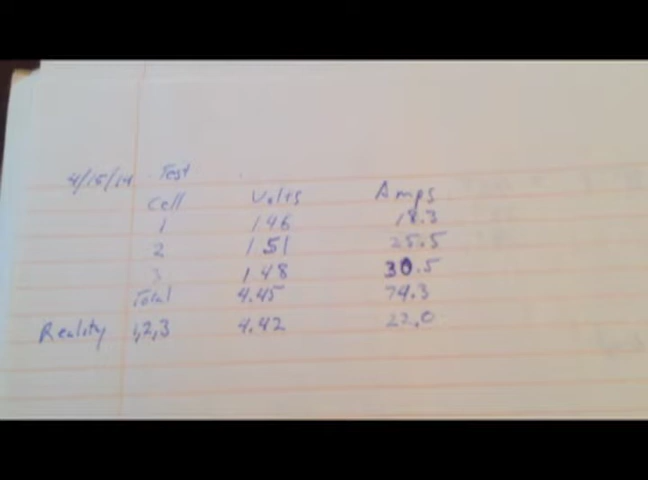 4/15/14 Test
Cell Volts Amps
1 1.46 18.3
2 1.51 25.5
3 1.48 30.5
Total 4.45 74.3
Reality 1,2,3 4.42 22.0